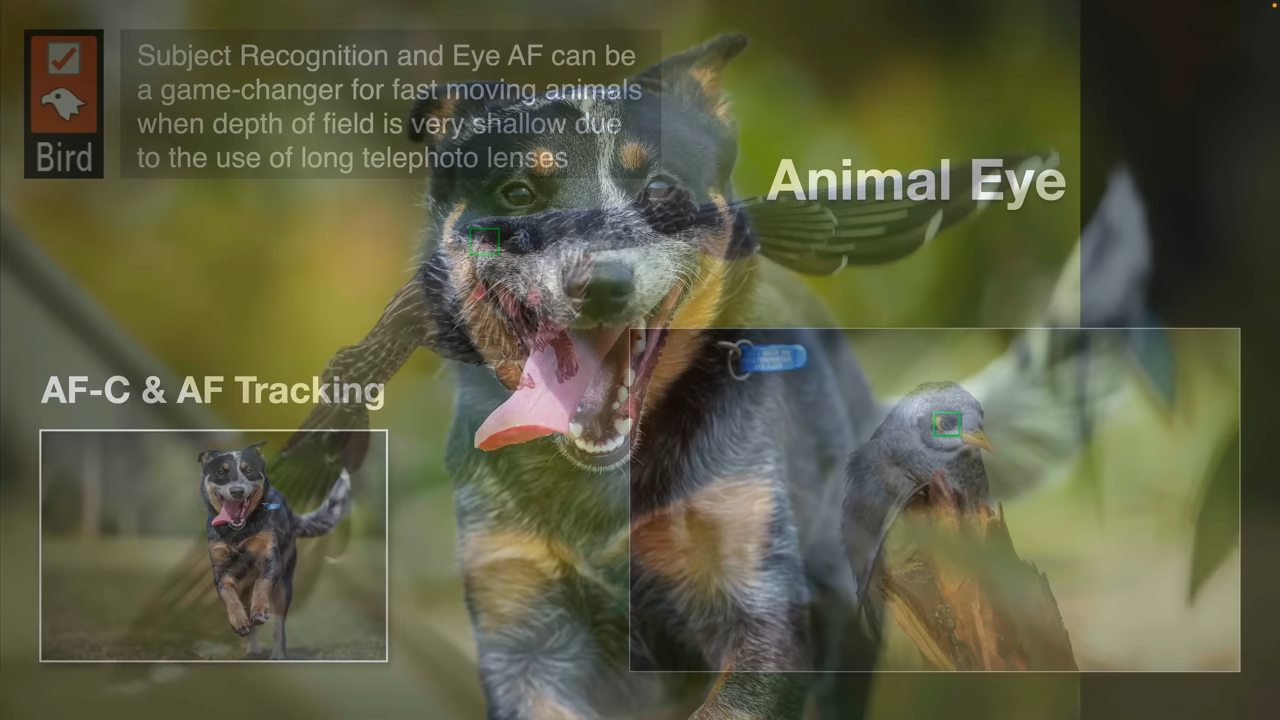 Subject Recognition and Eye AF can be
a game-changer for fast moving animals
when depth of field is very shallow due
to the use of long telephoto lenses
Bird
Animal Eye
AF-C & AF Tracking